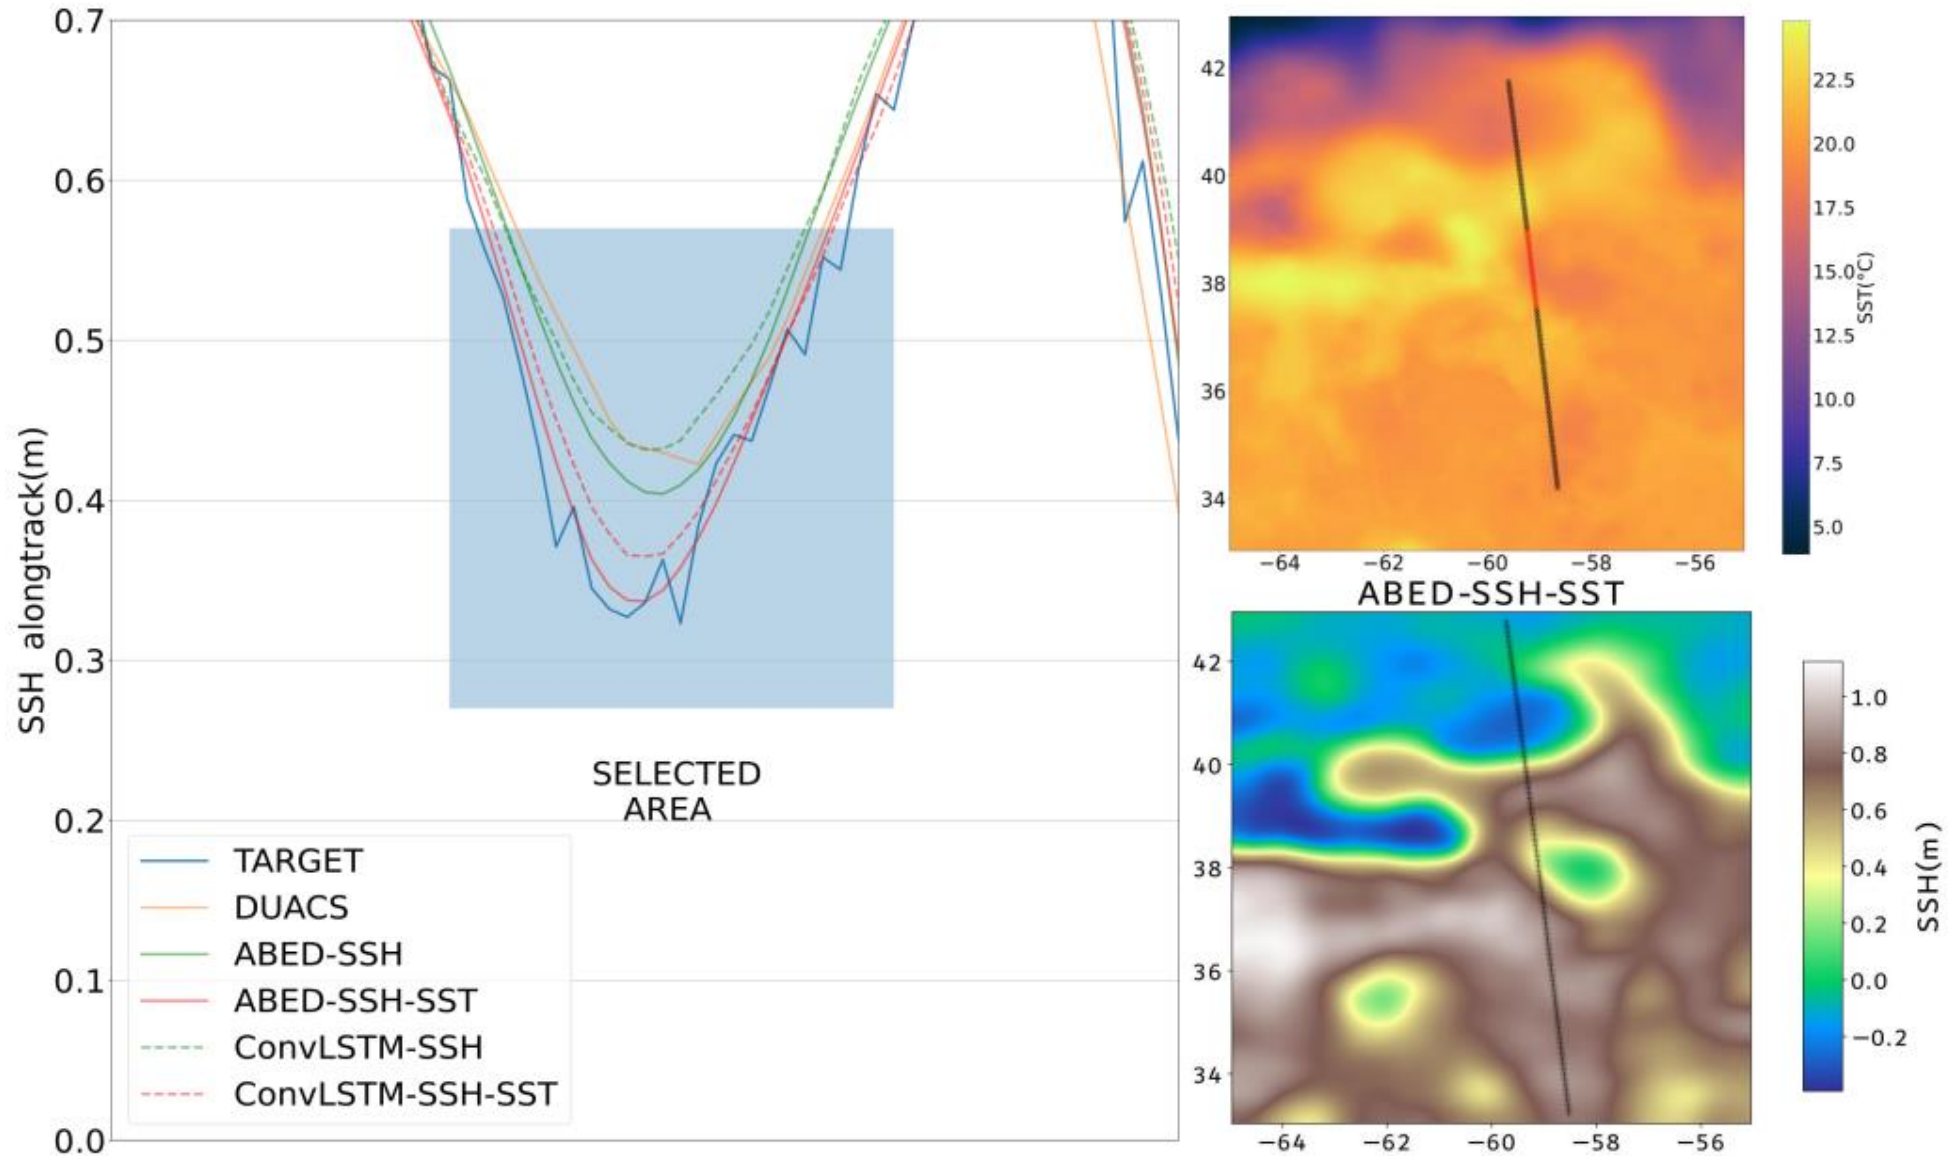 0.7
0.6
0.5
0.4
0.3
0.2
0.1
0.0
SSH alongtrack(m)
SELECTED
AREA
TARGET
DUACS
ABED-SSH
ABED-SSH-SST
ConvLSTM-SSH
ConvLSTM-SSH-SST
42
40
38
36
34
−64 −62 −60 −58 −56
22.5
20.0
17.5
15.0
12.5
10.0
7.5
5.0
SST(°C)
ABED-SSH-SST
42
40
38
36
34
−64 −62 −60 −58 −56
1.0
0.8
0.6
0.4
0.2
0.0
−0.2
SSH(m)